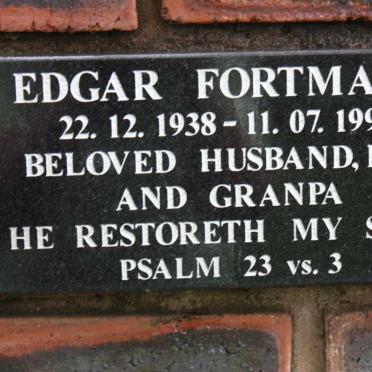 EDGAR FORTMA
22. 12. 1938 - 11. 07. 199
BELOVED HUSBAND,
AND GRANPA
HE RESTORETH MY S
PSALM 23 vs. 3